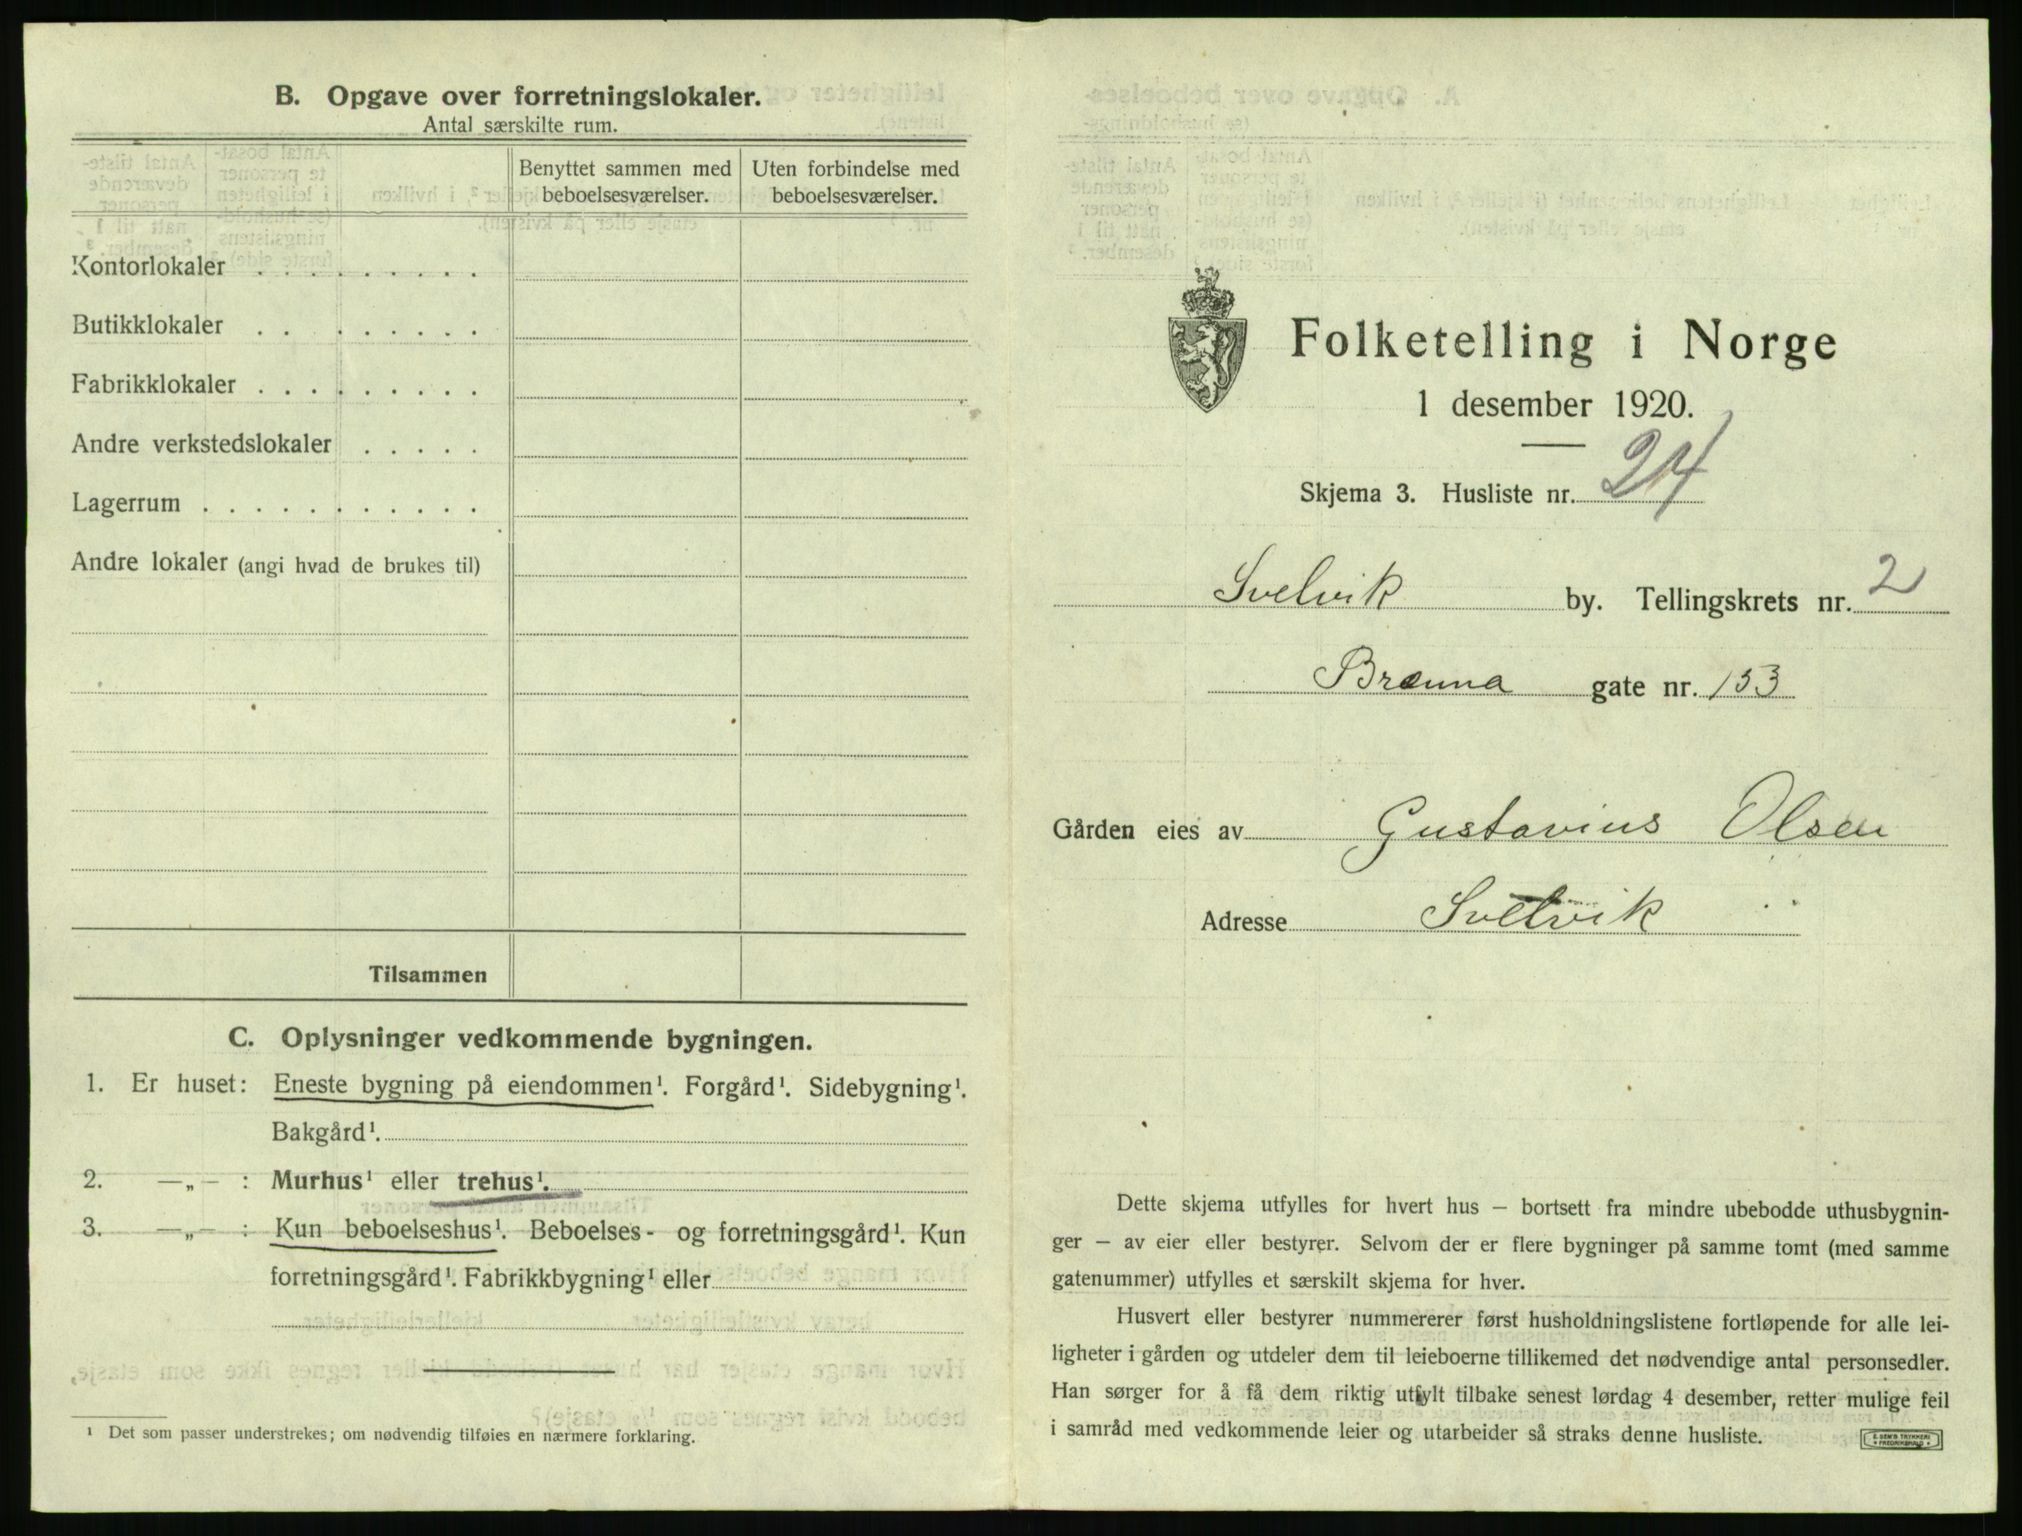 B. Opgave over forretningslokaler.
Antal særskilte rum.
Benyttet sammen med beboelsesværelser.
Uten forbindelse med beboelsesværelser.
Kontorlokaler . . . . . . . . .
Butikklokaler . . . . . . . .
Fabrikklokaler . . . . . . . . .
Andre verkstedslokaler . . . . .
Lagerrum . . . . . . . . . . .
Andre lokaler (angi hvad de brukes til)
Tilsammen
C. Oplysninger vedkommende bygningen.
1. Er huset: Eneste bygning på eiendommen¹. Forgård¹. Sidebygning¹.
Bakgård¹.
2. —„— : Murhus¹ eller trehus¹.
3. —„— : Kun beboelseshus¹. Beboelses- og forretningsgård¹. Kun
forretningsgård¹. Fabrikkbygning¹ eller
¹ Det som passer understrekes; om nødvendig tilføies en nærmere forklaring.
Folketelling i Norge
1 desember 1920.
Skjema 3. Husliste nr. 24
Svelvik by. Tellingskrets nr. 2
Brenna gate nr. 153
Gården eies av Gustavius Olsen
Adresse Svelvik
Dette skjema utfylles for hvert hus — bortsett fra mindre ubebodde uthusbygnin-
ger — av eier eller bestyrer. Selvom der er flere bygninger på samme tomt (med samme
gatenummer) utfylles et særskilt skjema for hver.
Husvert eller bestyrer nummererer først husholdningslistene fortløpende for alle lei-
ligheter i gården og utdeler dem til leieboerne tillikemed det nødvendige antal personsedler.
Han sørger for å få dem riktig utfylt tilbake senest lørdag 4 desember, retter mulige feil
i samråd med vedkommende leier og utarbeider så straks denne husliste.